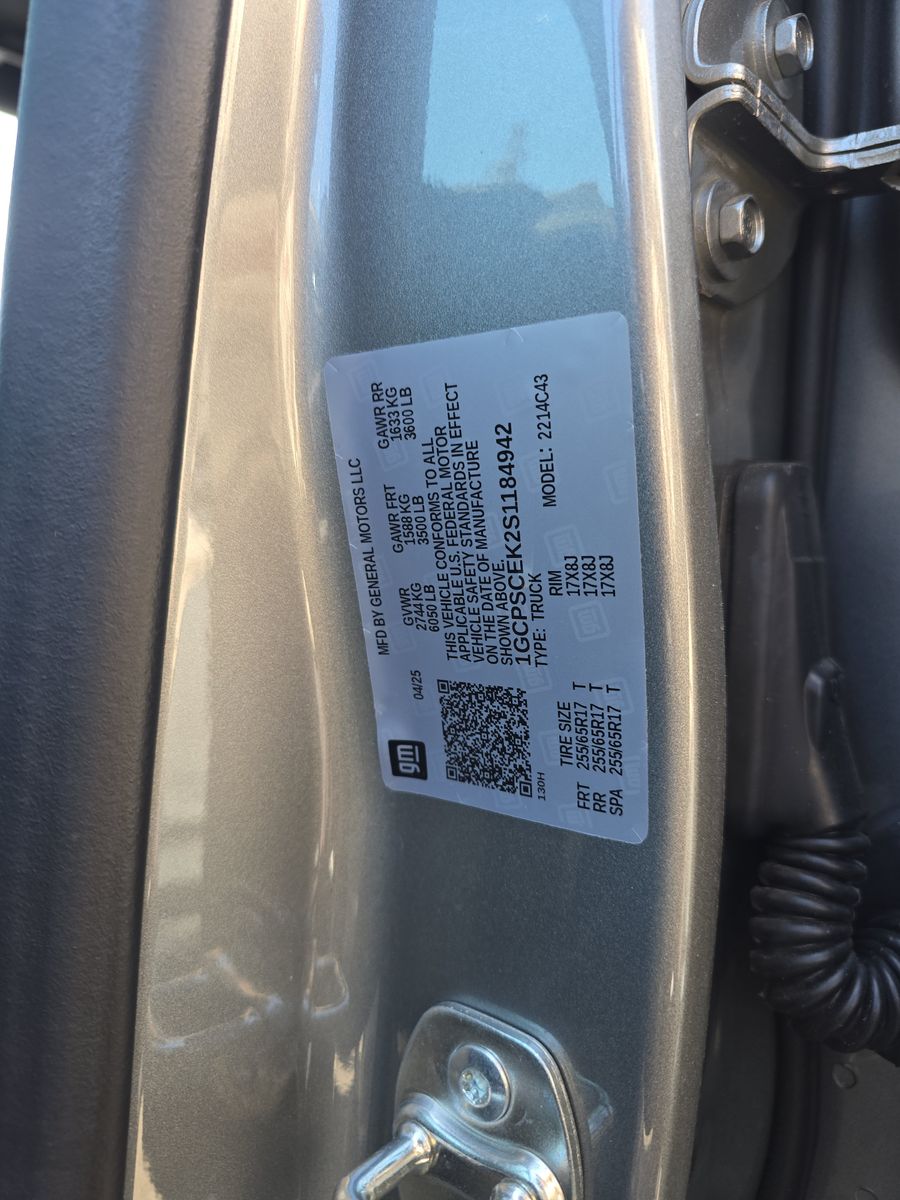 gm
MFD BY GENERAL MOTORS LLC
04/25
GVWR GAWR FRT GAWR RR
2744 KG 1588 KG 1633 KG
6050 LB 3500 LB 3600 LB
THIS VEHICLE CONFORMS TO ALL
APPLICABLE U.S. FEDERAL MOTOR
VEHICLE SAFETY STANDARDS IN EFFECT
ON THE DATE OF MANUFACTURE
SHOWN ABOVE.
1GCPSCEK2S1184942
TYPE: TRUCK MODEL: 2214C43
130H
TIRE SIZE RIM
FRT 255/65R17 T 17X8J
RR 255/65R17 T 17X8J
SPA 255/65R17 T 17X8J